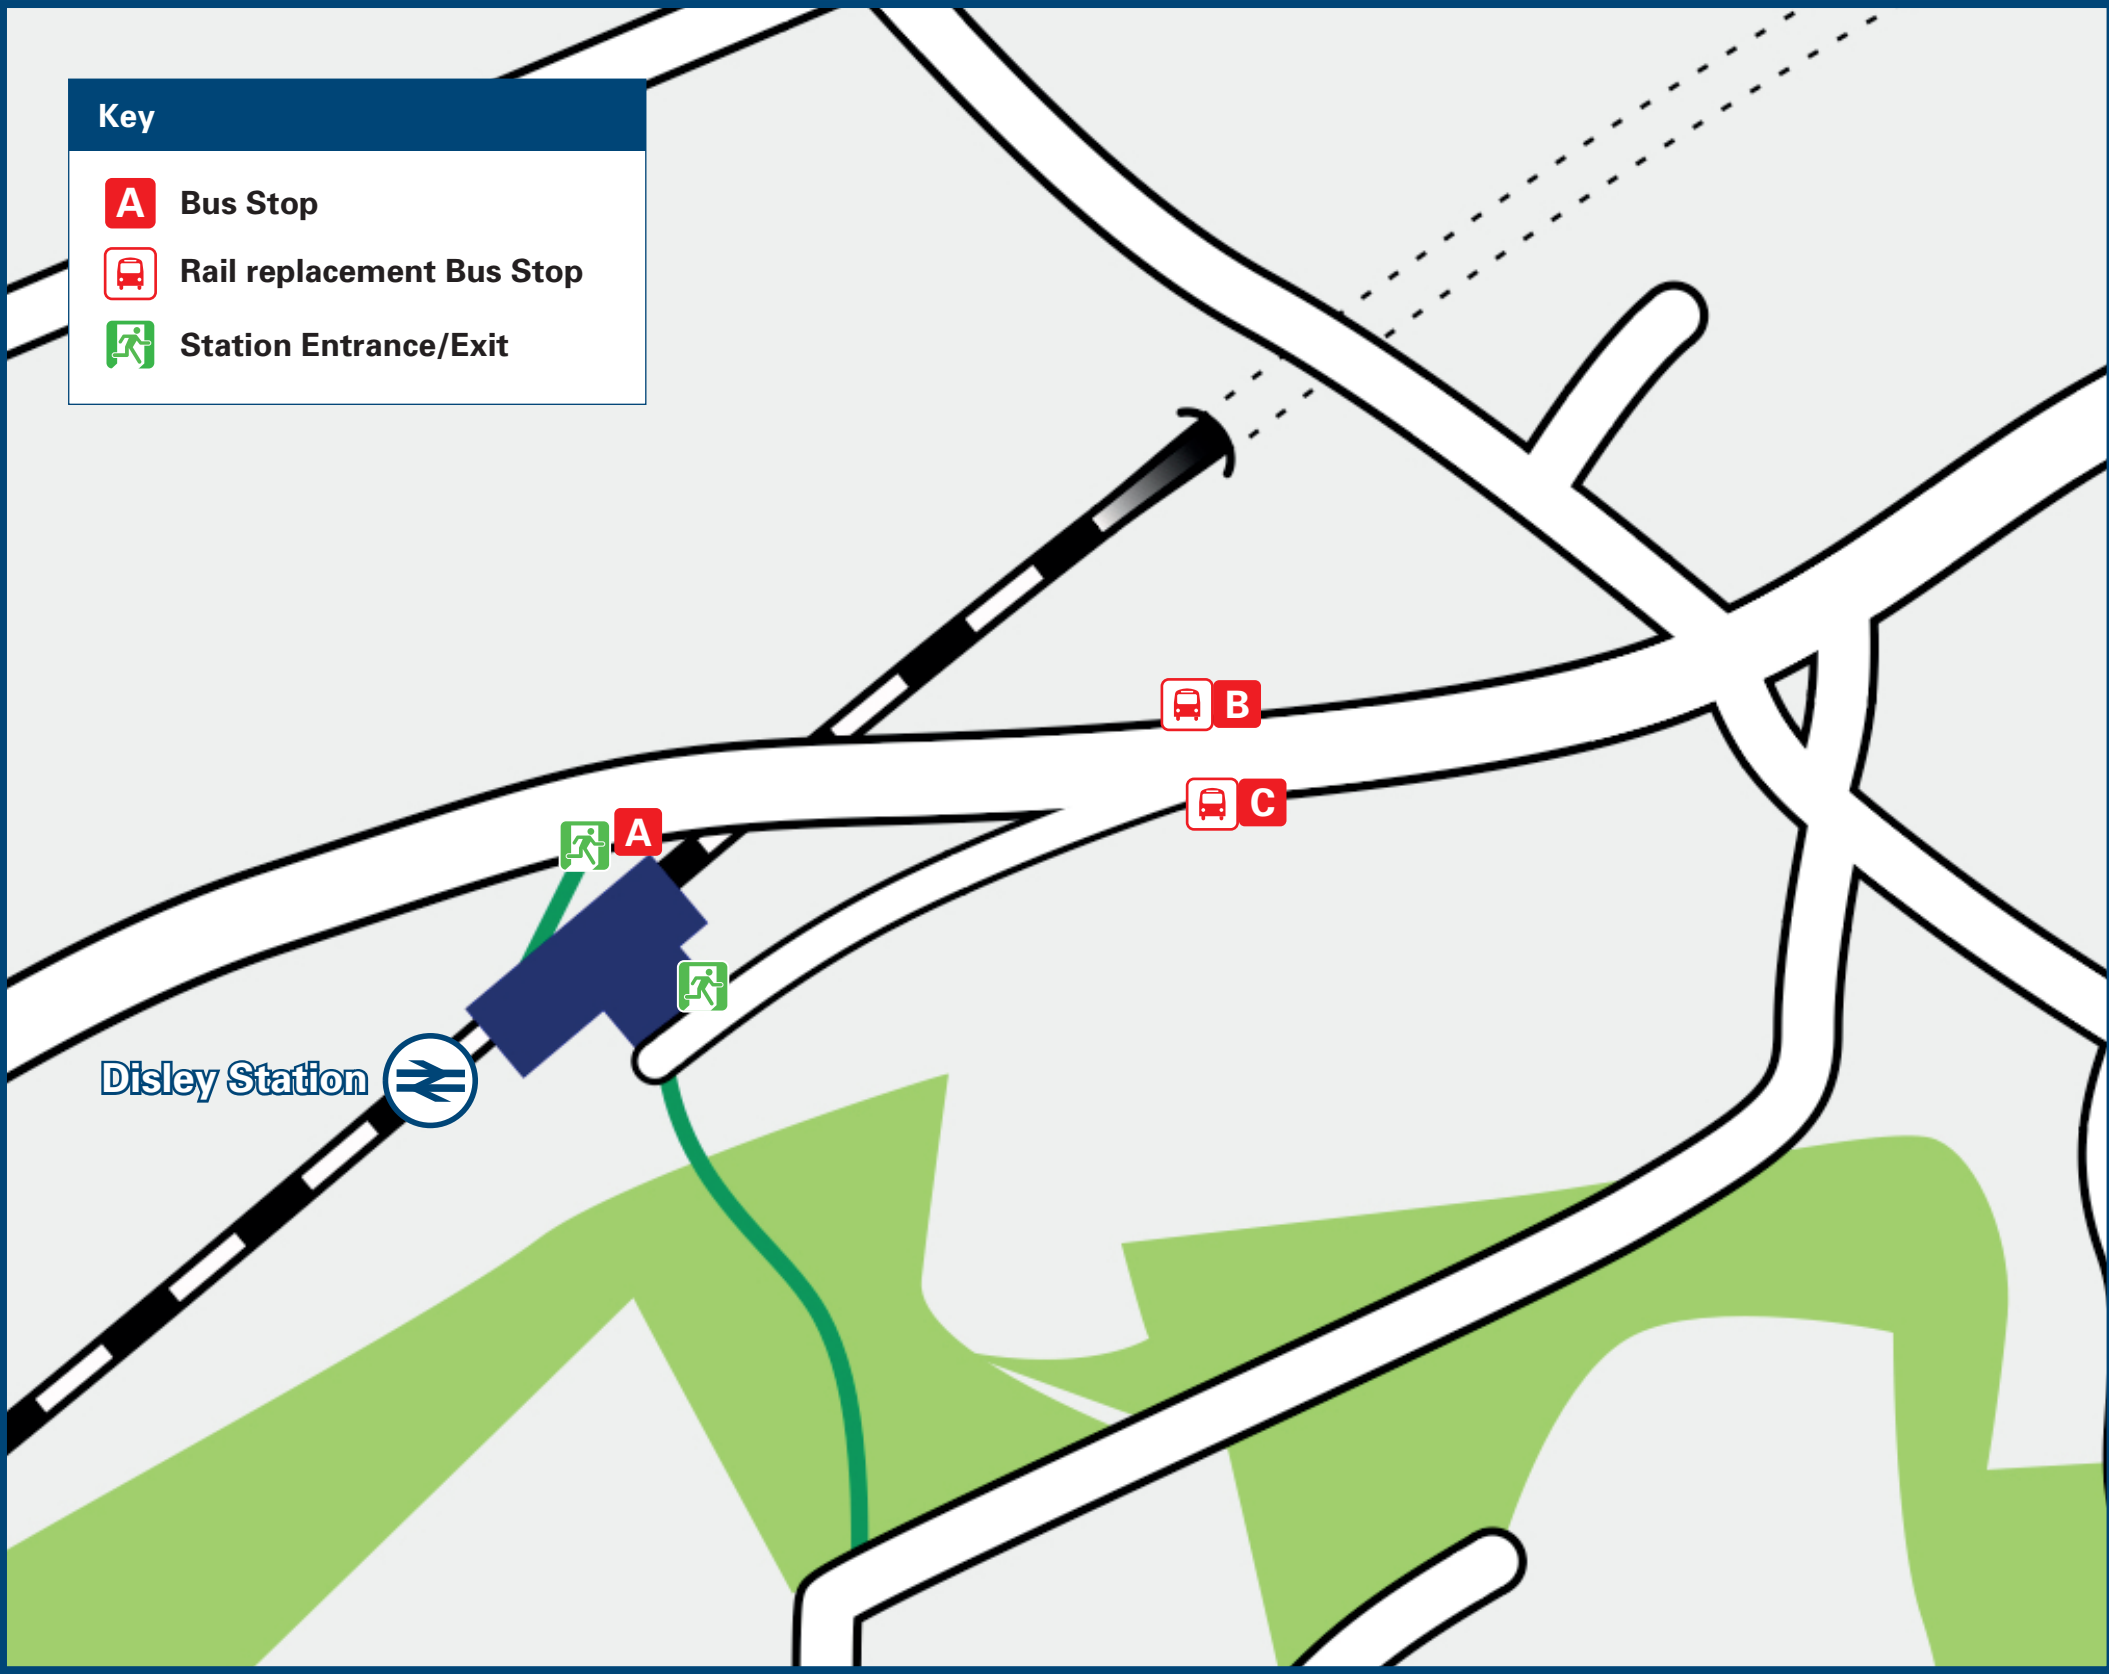 Key
A Bus Stop
Rail replacement Bus Stop
Station Entrance/Exit
B
C
A
Disley Station